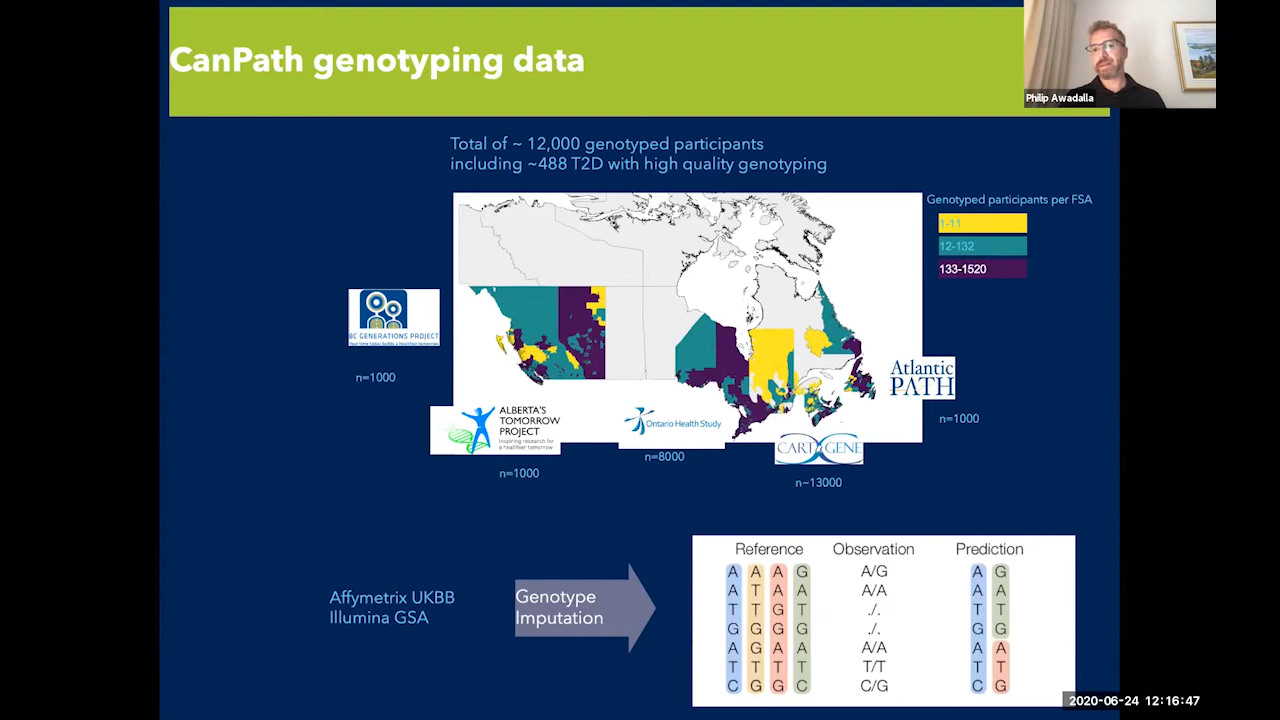 CanPath genotyping data
Philip Awadalla
Total of ~ 12,000 genotyped participants
including ~488 T2D with high quality genotyping
Genotyped participants per FSA
1-11
12-132
133-1520
BC GENERATIONS PROJECT
n=1000
ALBERTA'S
TOMORROW
PROJECT
Inspiring research for
a healthier tomorrow
n=1000
Ontario Health Study
n=8000
CARTaGENE
n~13000
Atlantic
PATH
n=1000
Affymetrix UKBB
Illumina GSA
Genotype
Imputation
Reference Observation Prediction
A A A G A/G A G
A T A A A/A A A
T T G T ./. T T
G G G G ./. G G
A G A A A/A A A
T T T T T/T T T
C G G C C/G C G
2020-06-24 12:16:47